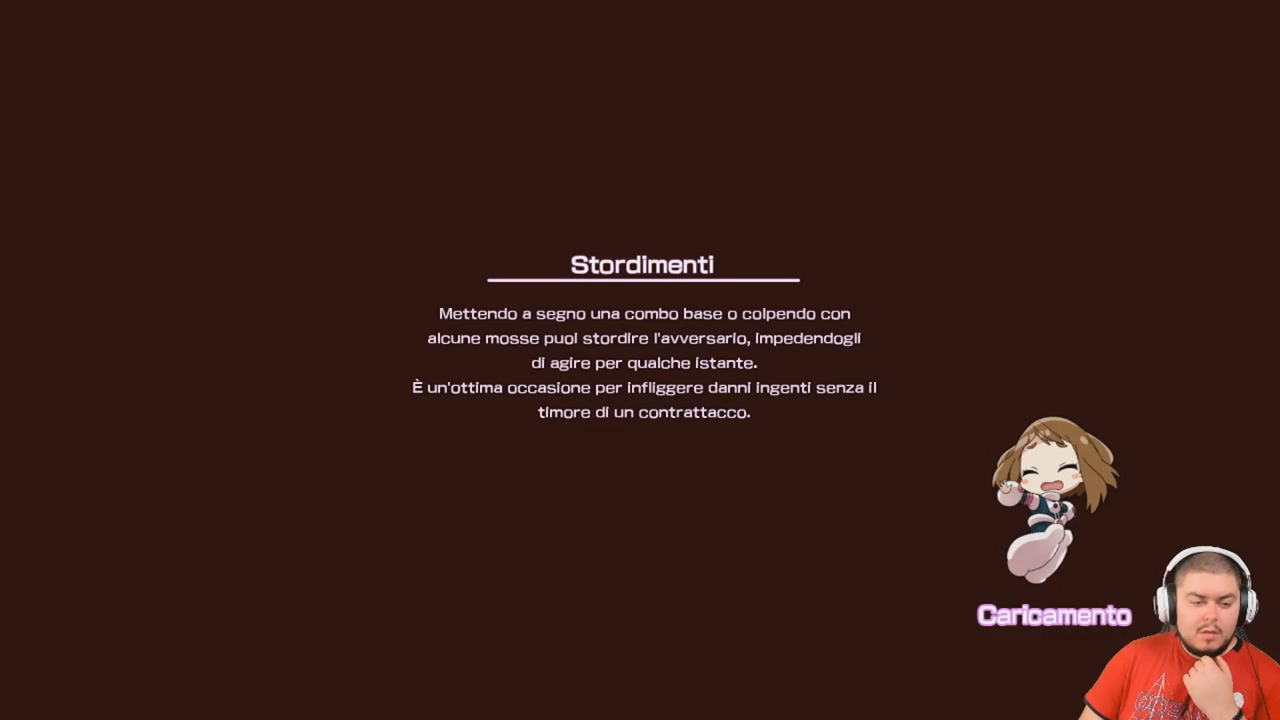 Stordimenti
Mettendo a segno una combo base o colpendo con
alcune mosse puoi stordire l'avversario, impedendogli
di agire per qualche istante.
È un'ottima occasione per infliggere danni ingenti senza il
timore di un contrattacco.
Caricamento